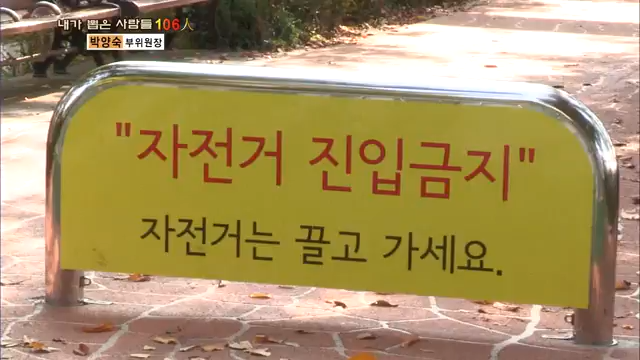 내가 뽑은 사람들 106人
박양숙 부위원장
"자전거 진입금지"
자전거는 끌고 가세요.